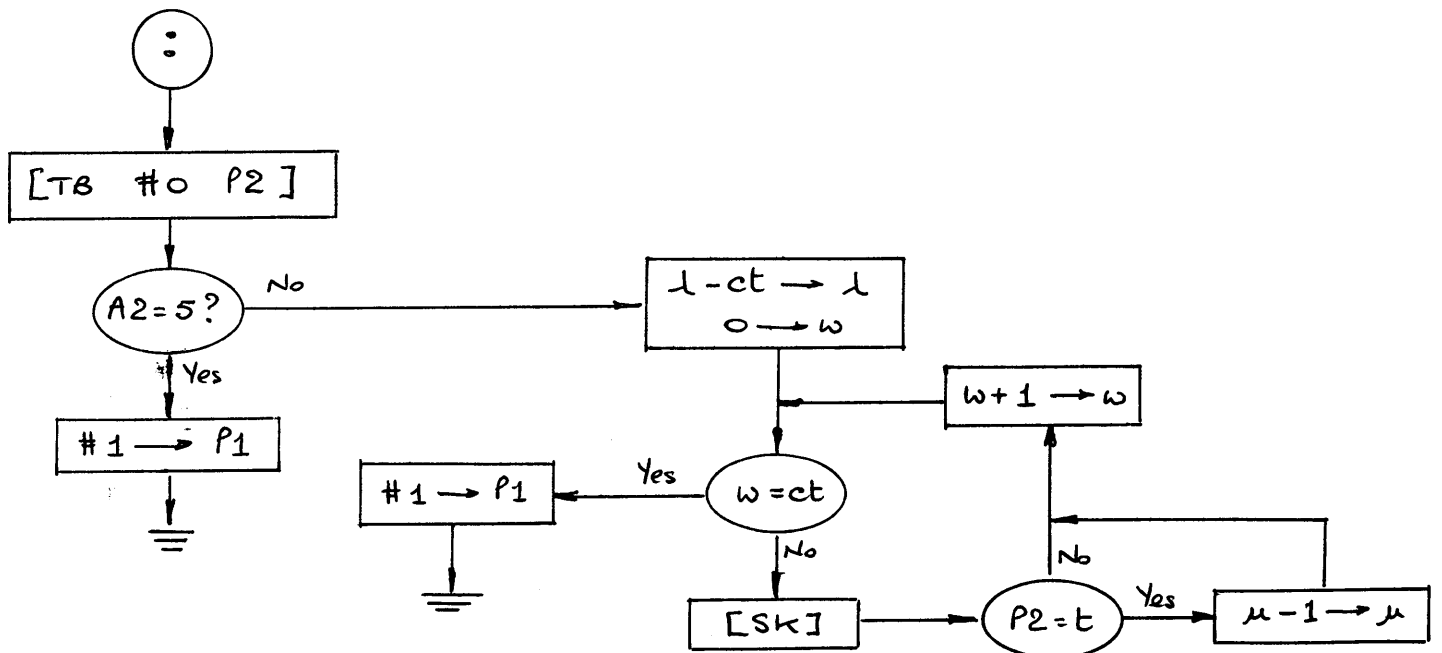 :
[TB #0 P2]
A2=5?
No
Yes
#1 → P1
λ-ct → λ
0 → ω
ω+1 → ω
ω=ct
Yes
#1 → P1
No
[SK]
P2=t
No
Yes
μ-1 → μ